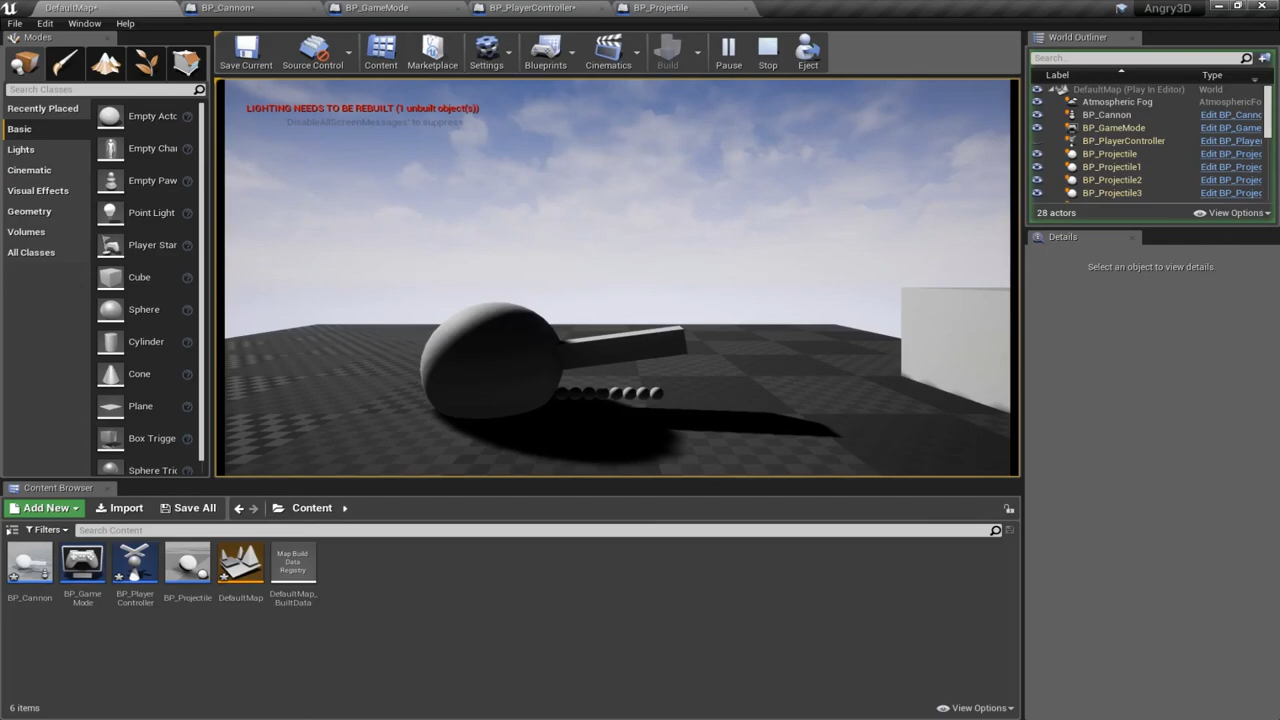 DefaultMap*
BP_Cannon*
BP_GameMode
BP_PlayerController*
BP_Projectile
Angry3D
File
Edit
Window
Help
Modes
Search Classes
Recently Placed
Basic
Lights
Cinematic
Visual Effects
Geometry
Volumes
All Classes
Empty Acto
Empty Chai
Empty Paw
Point Light
Player Star
Cube
Sphere
Cylinder
Cone
Plane
Box Trigge
Sphere Tric
Save Current
Source Control
Content
Marketplace
Settings
Blueprints
Cinematics
Build
Pause
Stop
Eject
LIGHTING NEEDS TO BE REBUILT (1 unbuilt object(s))
'DisableAllScreenMessages' to suppress
World Outliner
Search...
Label
Type
DefaultMap (Play In Editor)
World
Atmospheric Fog
AtmosphericFo
BP_Cannon
Edit BP_Canno
BP_GameMode
Edit BP_Game
BP_PlayerController
Edit BP_Player
BP_Projectile
Edit BP_Projec
BP_Projectile1
Edit BP_Projec
BP_Projectile2
Edit BP_Projec
BP_Projectile3
Edit BP_Projec
28 actors
View Options
Details
Select an object to view details.
Content Browser
Add New
Import
Save All
Content
Filters
Search Content
BP_Cannon
BP_Game
Mode
BP_Player
Controller
BP_Projectile
DefaultMap
Map Build
Data
Registry
DefaultMap_
BuiltData
6 items
View Options